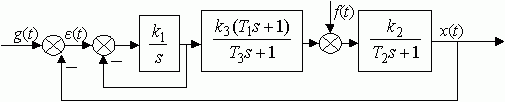 g(t) ε(t) k₁/s k₃(T₁s+1)/T₃s+1 f(t) k₂/T₂s+1 x(t)
− −